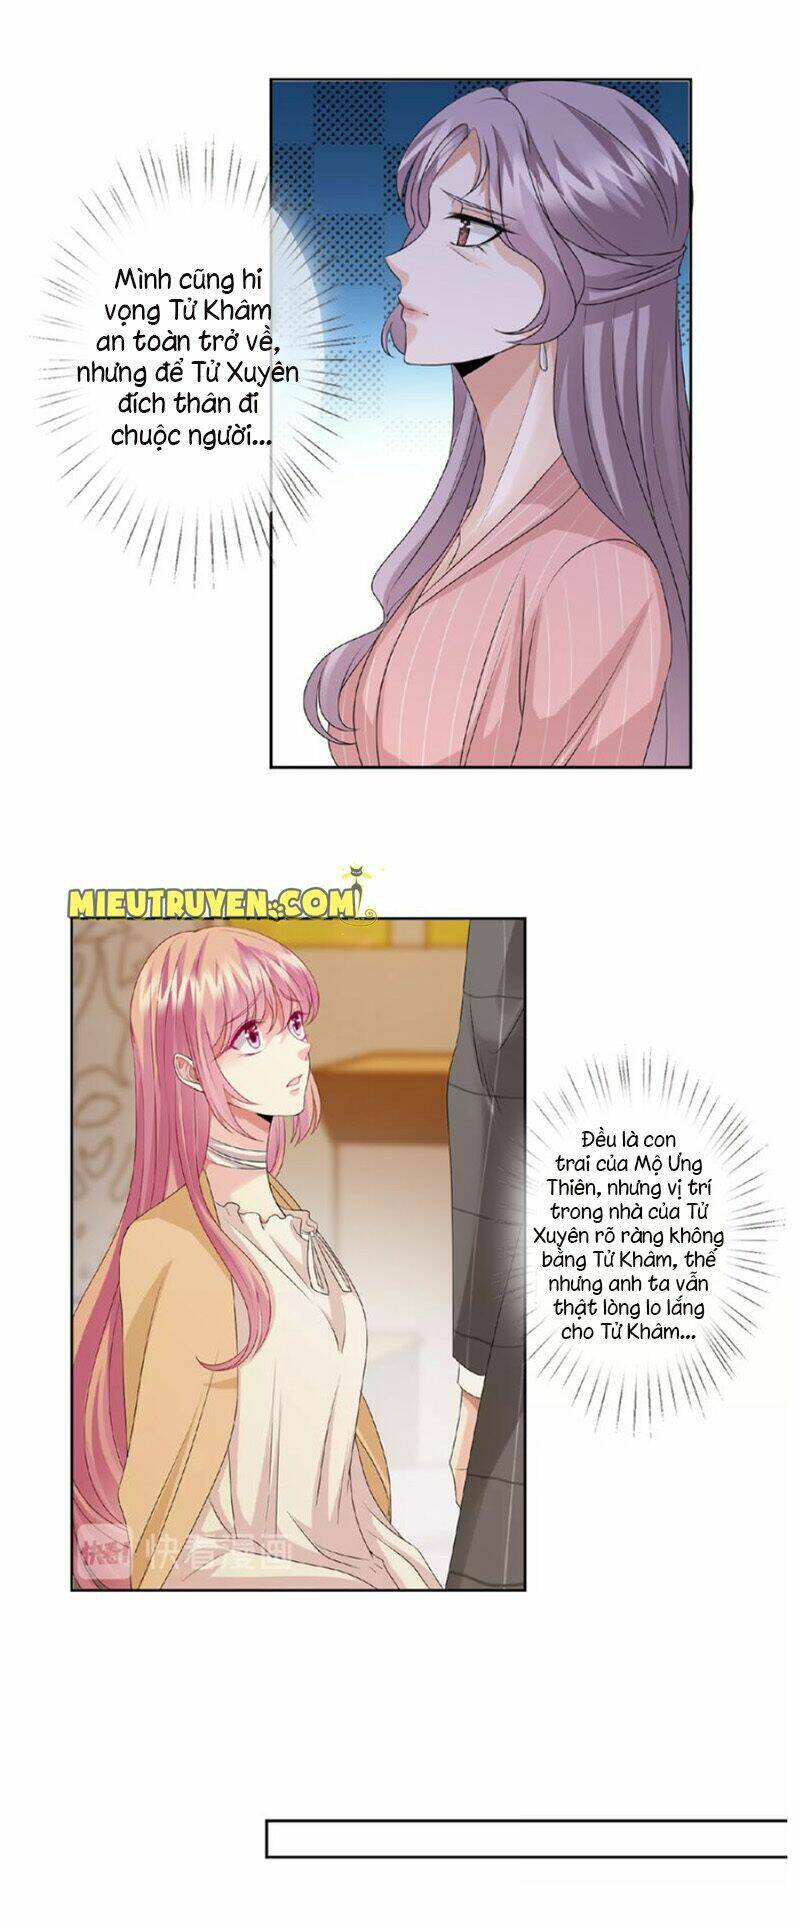 Mình cũng hi
vọng Tử Khâm
an toàn trở về,
nhưng để Tử Xuyên
đích thân đi
chuộc người...
MIEUTRUYEN.COM
Đều là con
trai của Mộ Ưng
Thiên, nhưng vị trí
trong nhà của Tử
Xuyên rõ ràng không
bằng Tử Khâm, thế
nhưng anh ta vẫn
thật lòng lo lắng
cho Tử Khâm...
快看! 快看漫画